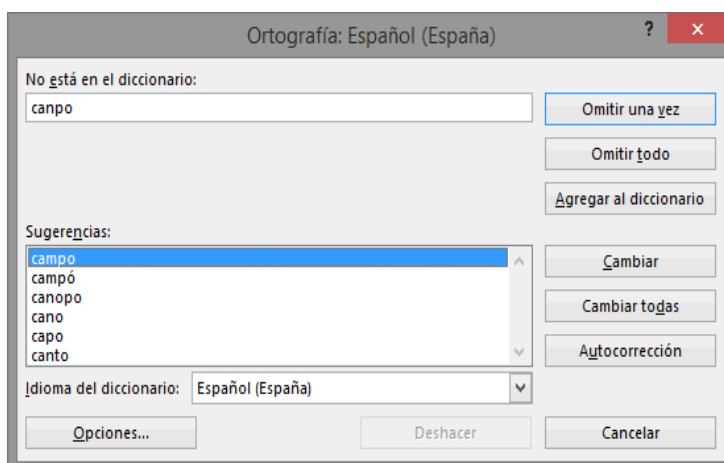 Ortografía: Español (España)
?
x
No está en el diccionario:
canpo
Omitir una vez
Omitir todo
Agregar al diccionario
Sugerencias:
campo
campó
canopo
cano
capo
canto
Cambiar
Cambiar todas
Autocorrección
Idioma del diccionario: Español (España)
Opciones... Deshacer Cancelar